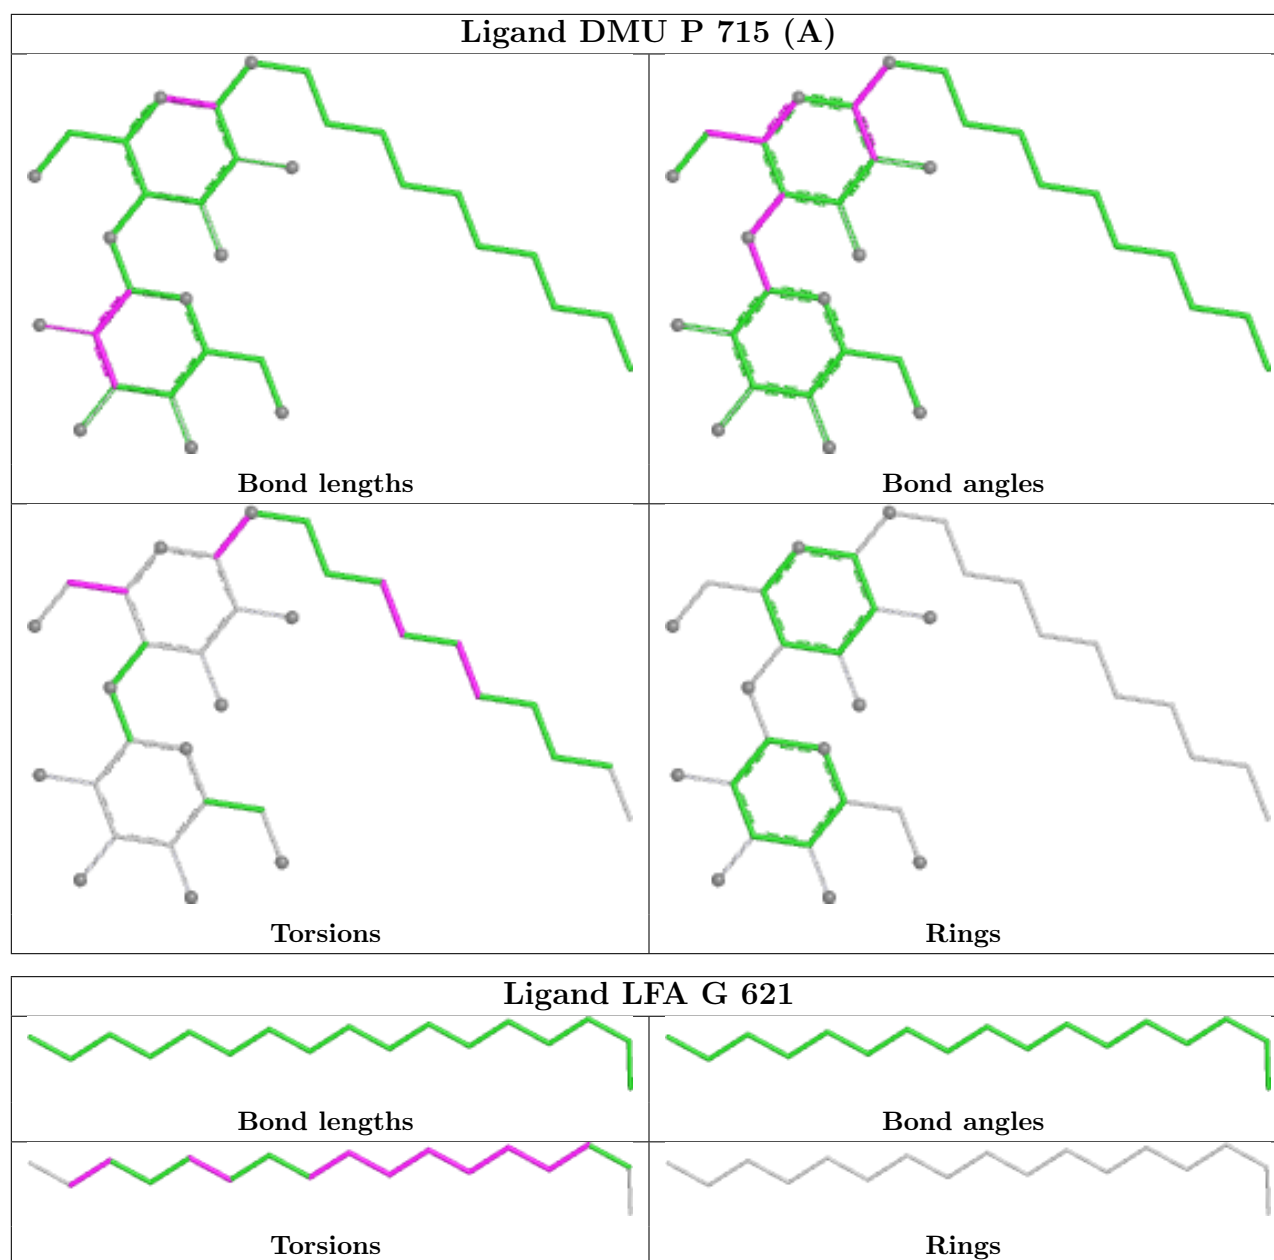 Ligand DMU P 715 (A)
Bond lengths
Bond angles
Torsions
Rings
Ligand LFA G 621
Bond lengths
Bond angles
Torsions
Rings